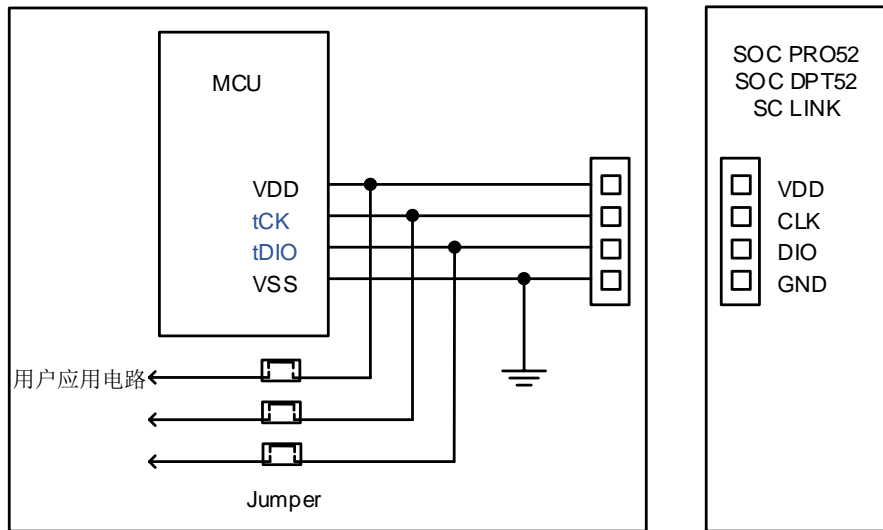 MCU
VDD
tCK
tDIO
VSS
用户应用电路
Jumper
SOC PRO52
SOC DPT52
SC LINK
VDD
CLK
DIO
GND